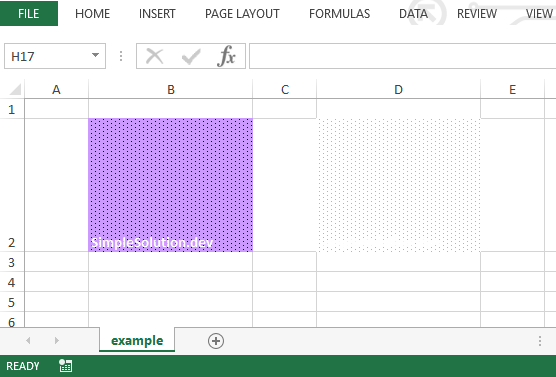 FILE HOME INSERT PAGE LAYOUT FORMULAS DATA REVIEW VIEW
H17 fx
A B C D E
1
2 SimpleSolution.dev
3
4
5
6
example
READY